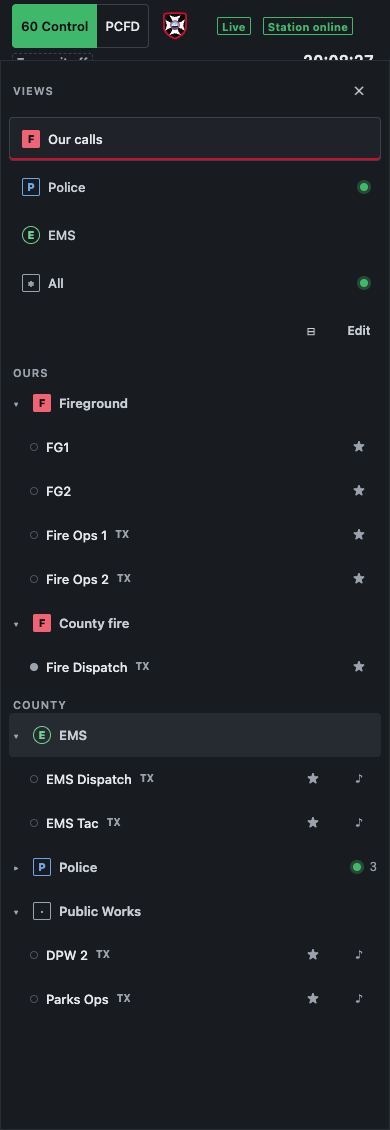 60 Control PCFD Live Station online
VIEWS
F Our calls
P Police
E EMS
All
Edit
OURS
F Fireground
FG1
FG2
Fire Ops 1 TX
Fire Ops 2 TX
F County fire
Fire Dispatch TX
COUNTY
E EMS
EMS Dispatch TX
EMS Tac TX
P Police 3
Public Works
DPW 2 TX
Parks Ops TX